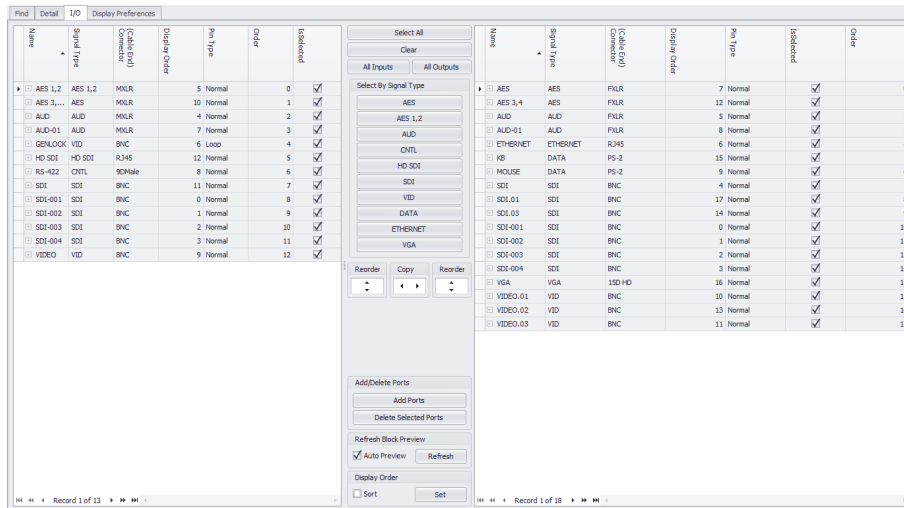 Find Detail I/O Display Preferences
Name Signal Type (Cable End) Connector Display Order Pin Type Order IsSelected
AES 1,2 AES 1,2 MXLR 5 Normal 0
AES 3,... AES MXLR 10 Normal 1
AUD AUD MXLR 4 Normal 2
AUD-01 AUD MXLR 7 Normal 3
GENLOCK VID BNC 6 Loop 4
HD SDI HD SDI RJ45 12 Normal 5
RS-422 CNTL 9DMale 8 Normal 6
SDI SDI BNC 11 Normal 7
SDI-001 SDI BNC 0 Normal 8
SDI-002 SDI BNC 1 Normal 9
SDI-003 SDI BNC 2 Normal 10
SDI-004 SDI BNC 3 Normal 11
VIDEO VID BNC 9 Normal 12
Record 1 of 13
Select All
Clear
All Inputs All Outputs
Select By Signal Type
AES
AES 1,2
AUD
CNTL
HD SDI
SDI
VID
DATA
ETHERNET
VGA
Reorder Copy Reorder
Add/Delete Ports
Add Ports
Delete Selected Ports
Refresh Block Preview
Auto Preview Refresh
Display Order
Sort Set
Name Signal Type (Cable End) Connector Display Order Pin Type IsSelected Order
AES AES FXLR 7 Normal
AES 3,4 AES FXLR 12 Normal
AUD AUD FXLR 5 Normal
AUD-01 AUD FXLR 8 Normal
ETHERNET ETHERNET RJ45 6 Normal
KB DATA PS-2 15 Normal
MOUSE DATA PS-2 9 Normal
SDI SDI BNC 4 Normal
SDI.01 SDI BNC 17 Normal
SDI.03 SDI BNC 14 Normal
SDI-001 SDI BNC 0 Normal
SDI-002 SDI BNC 1 Normal
SDI-003 SDI BNC 2 Normal
SDI-004 SDI BNC 3 Normal
VGA VGA 15D HD 16 Normal
VIDEO.01 VID BNC 10 Normal
VIDEO.02 VID BNC 13 Normal
VIDEO.03 VID BNC 11 Normal
Record 1 of 18